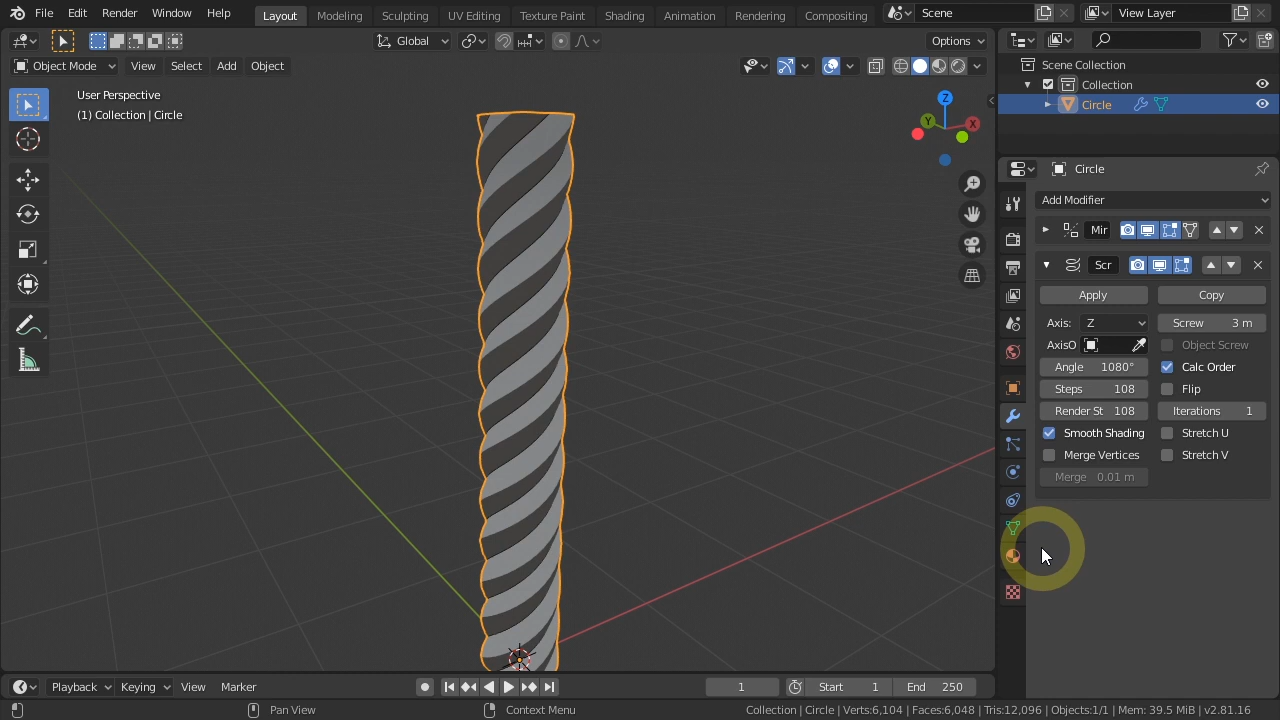 File Edit Render Window Help Layout Modeling Sculpting UV Editing Texture Paint Shading Animation Rendering Compositing Scene View Layer
Global Options
Object Mode View Select Add Object
User Perspective
(1) Collection | Circle
Z
Y X
Scene Collection
Collection
Circle
Circle
Add Modifier
Mir
Scr
Apply Copy
Axis: Z Screw 3 m
AxisO Object Screw
Angle 1080° Calc Order
Steps 108 Flip
Render St 108 Iterations 1
Smooth Shading Stretch U
Merge Vertices Stretch V
Merge 0.01 m
Playback Keying View Marker 1 Start 1 End 250
Pan View Context Menu Collection | Circle | Verts:6,104 | Faces:6,048 | Tris:12,096 | Objects:1/1 | Mem: 39.5 MiB | v2.81.16